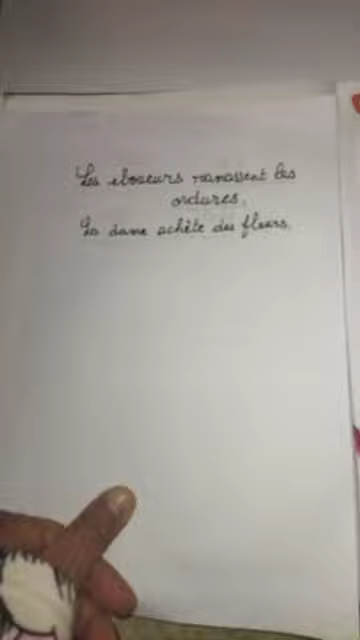 Les éboueurs ramassent les
ordures.
La dame achète des fleurs.